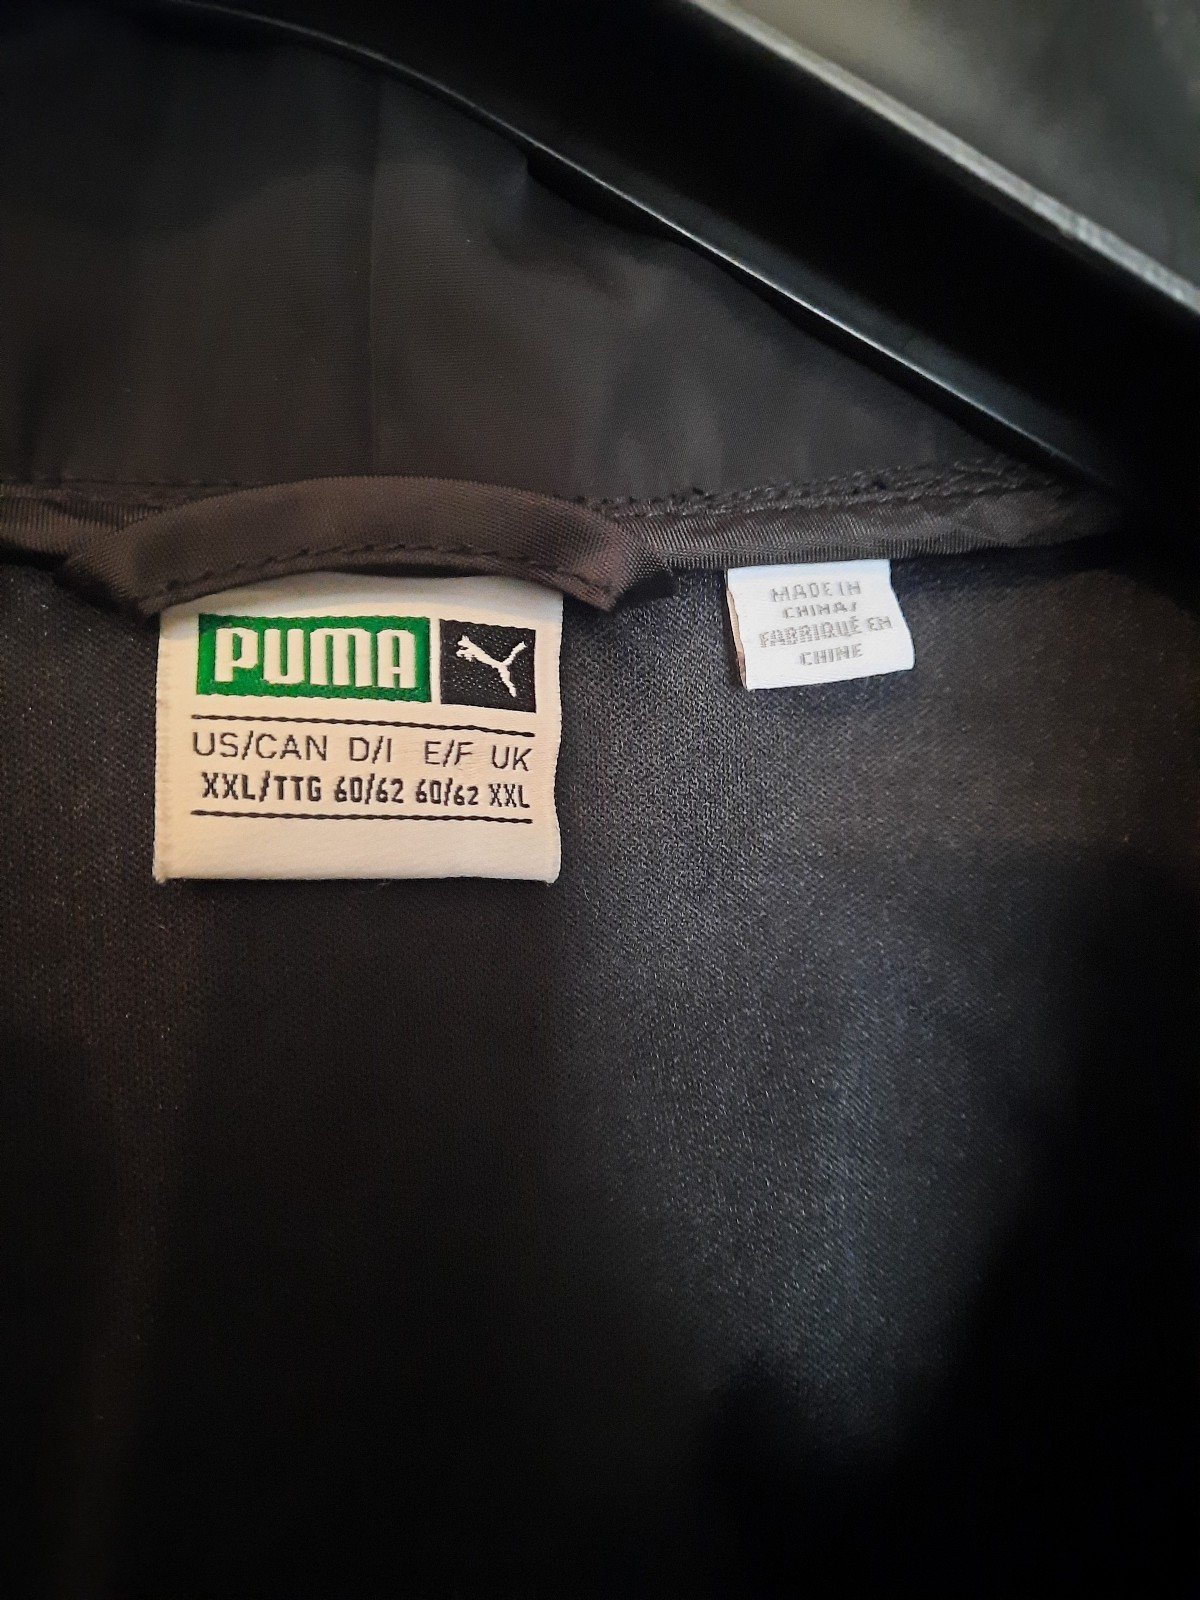 PUMA
US/CAN D/I E/F UK
XXL/TTG 60/62 60/62 XXL
MADE IN
CHINA/
FABRIQUÉ EN
CHINE